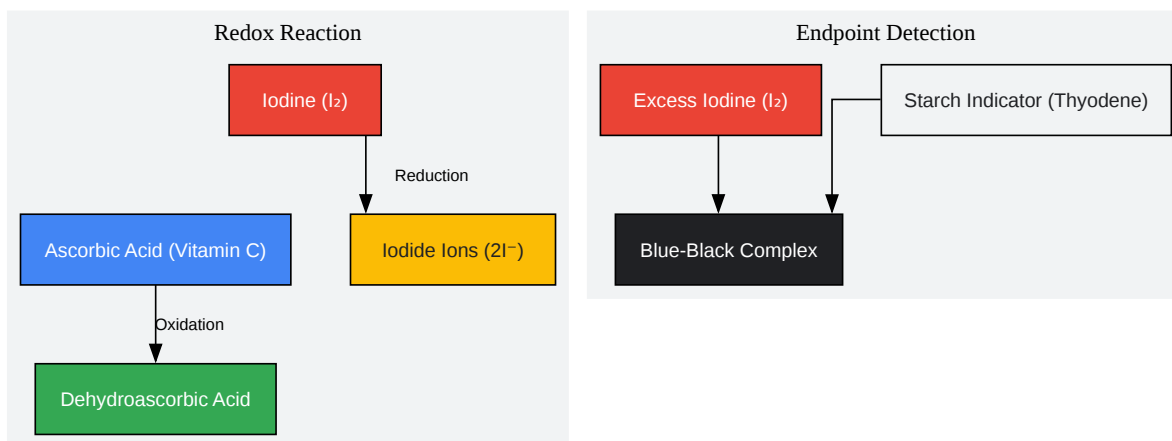 Redox Reaction
Iodine (I₂)
Reduction
Ascorbic Acid (Vitamin C)
Iodide Ions (2I⁻)
Oxidation
Dehydroascorbic Acid
Endpoint Detection
Excess Iodine (I₂)
Starch Indicator (Thyodene)
Blue-Black Complex